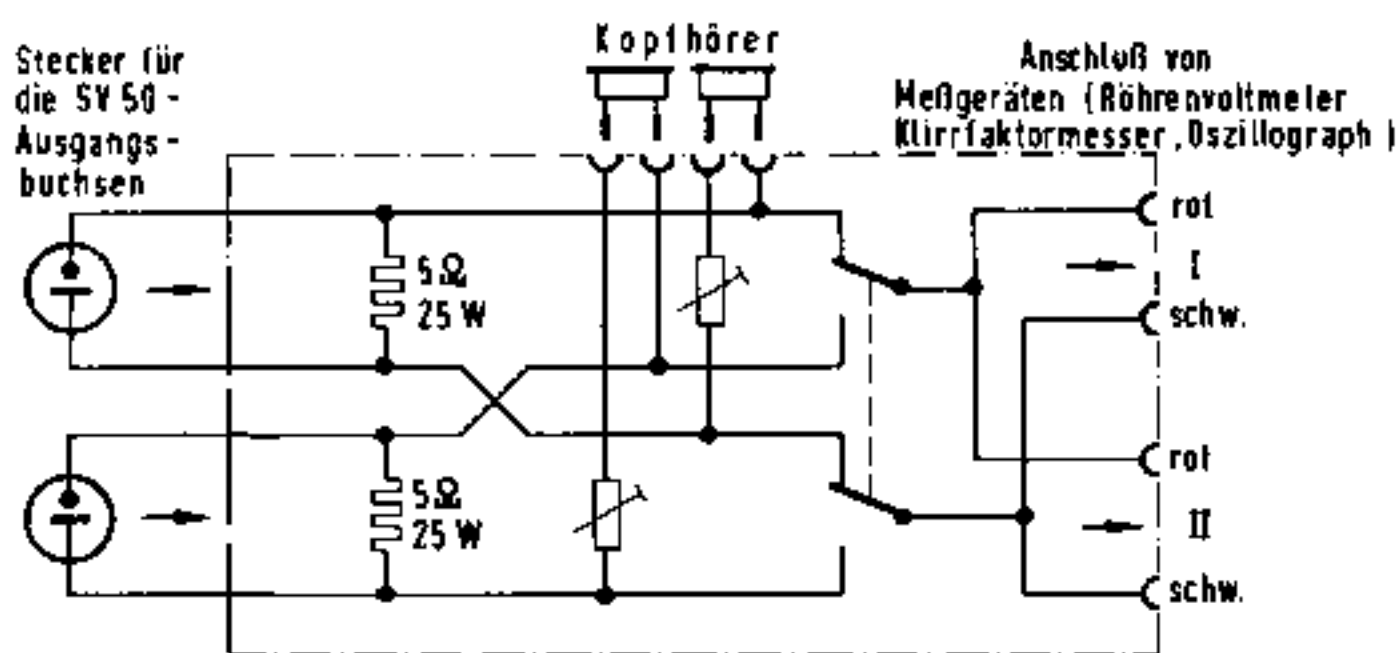 Stecker für
die SV 50 -
Ausgangs -
buchsen
Kopfhörer
Anschluß von
Meßgeräten (Röhrenvoltmeter
Klirrfaktormesser, Oszillograph )
5Ω
25 W
5Ω
25 W
rot
I
schw.
rot
II
schw.